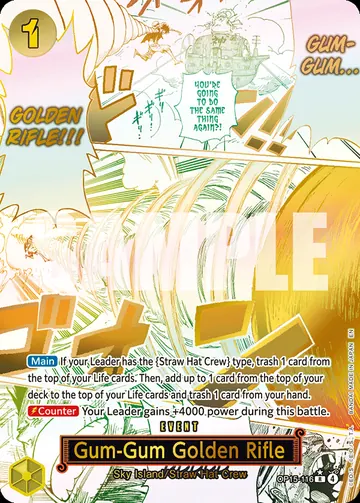 1
GUM-
GUM...
GOLDEN
RIFLE!!!
YOU'RE
GOING
TO DO
THE SAME
THING
AGAIN?!
SAMPLE
Main If your Leader has the {Straw Hat Crew} type, trash 1 card from
the top of your Life cards. Then, add up to 1 card from the top of your
deck to the top of your Life cards and trash 1 card from your hand.
Counter Your Leader gains +4000 power during this battle.
EVENT
Gum-Gum Golden Rifle
Sky Island/Straw Hat Crew
OP15-116 R 4